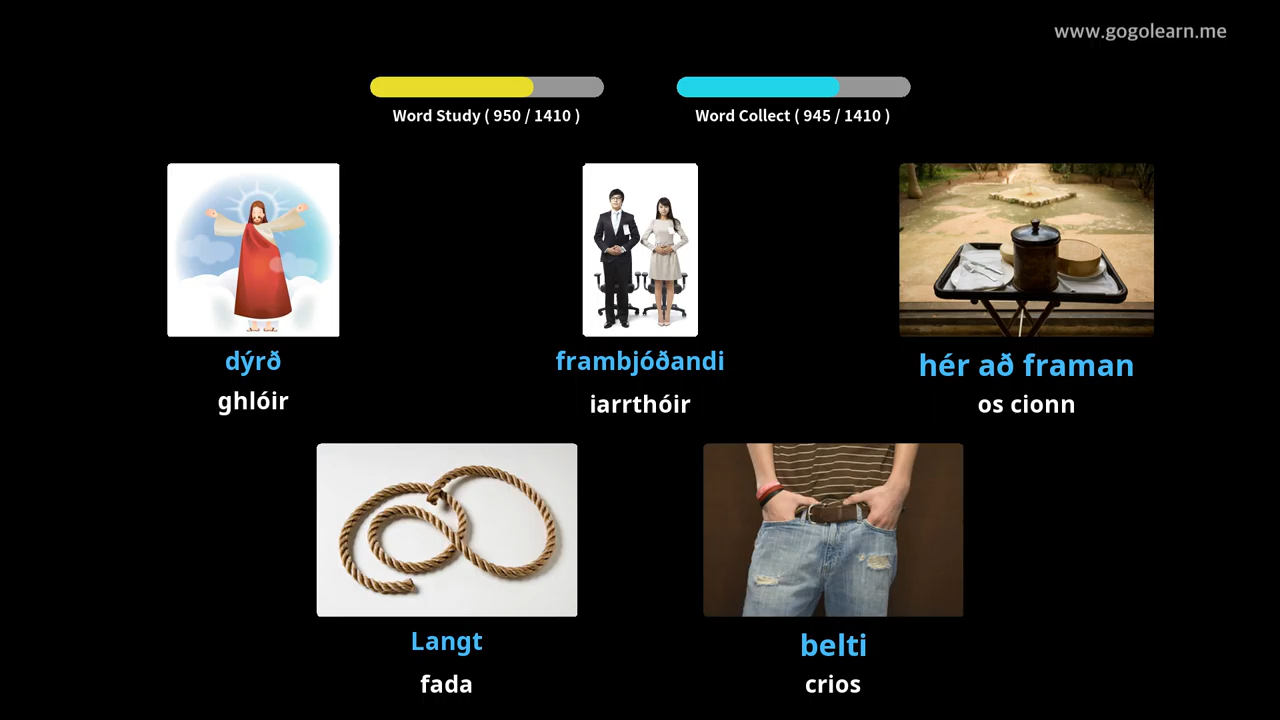 www.gogolearn.me
Word Study ( 950 / 1410 )
Word Collect ( 945 / 1410 )
dýrð
ghlóir
frambjóðandi
iarrthóir
hér að framan
os cionn
Langt
fada
belti
crios